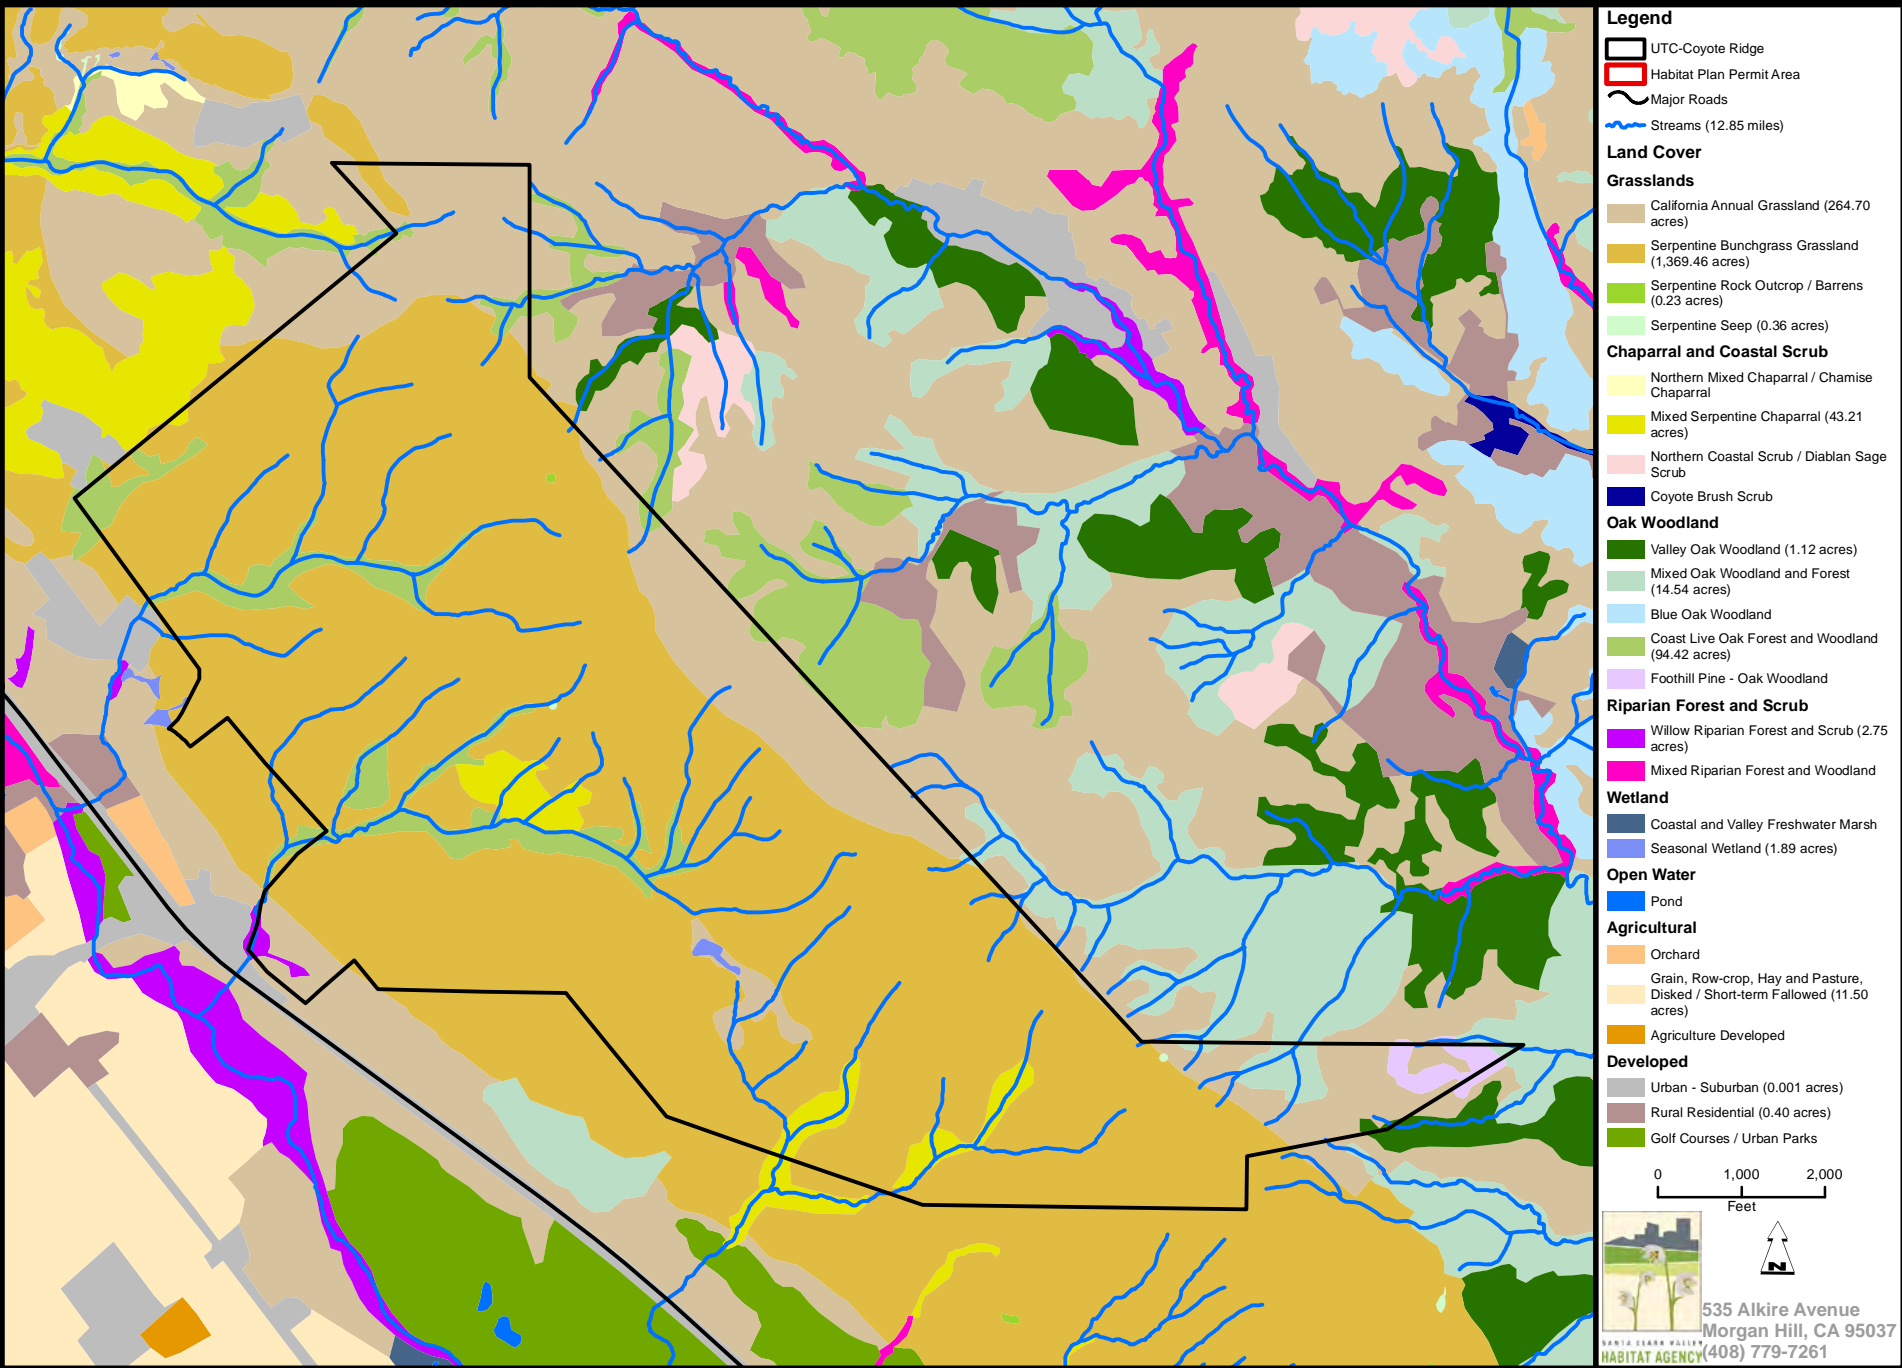 Legend
UTC-Coyote Ridge
Habitat Plan Permit Area
Major Roads
Streams (12.85 miles)
Land Cover
Grasslands
California Annual Grassland (264.70
acres)
Serpentine Bunchgrass Grassland
(1,369.46 acres)
Serpentine Rock Outcrop / Barrens
(0.23 acres)
Serpentine Seep (0.36 acres)
Chaparral and Coastal Scrub
Northern Mixed Chaparral / Chamise
Chaparral
Mixed Serpentine Chaparral (43.21
acres)
Northern Coastal Scrub / Diablan Sage
Scrub
Coyote Brush Scrub
Oak Woodland
Valley Oak Woodland (1.12 acres)
Mixed Oak Woodland and Forest
(14.54 acres)
Blue Oak Woodland
Coast Live Oak Forest and Woodland
(94.42 acres)
Foothill Pine - Oak Woodland
Riparian Forest and Scrub
Willow Riparian Forest and Scrub (2.75
acres)
Mixed Riparian Forest and Woodland
Wetland
Coastal and Valley Freshwater Marsh
Seasonal Wetland (1.89 acres)
Open Water
Pond
Agricultural
Orchard
Grain, Row-crop, Hay and Pasture,
Disked / Short-term Fallowed (11.50
acres)
Agriculture Developed
Developed
Urban - Suburban (0.001 acres)
Rural Residential (0.40 acres)
Golf Courses / Urban Parks
0 1,000 2,000
Feet
N
SANTA CLARA VALLEY
HABITAT AGENCY
535 Alkire Avenue
Morgan Hill, CA 95037
(408) 779-7261